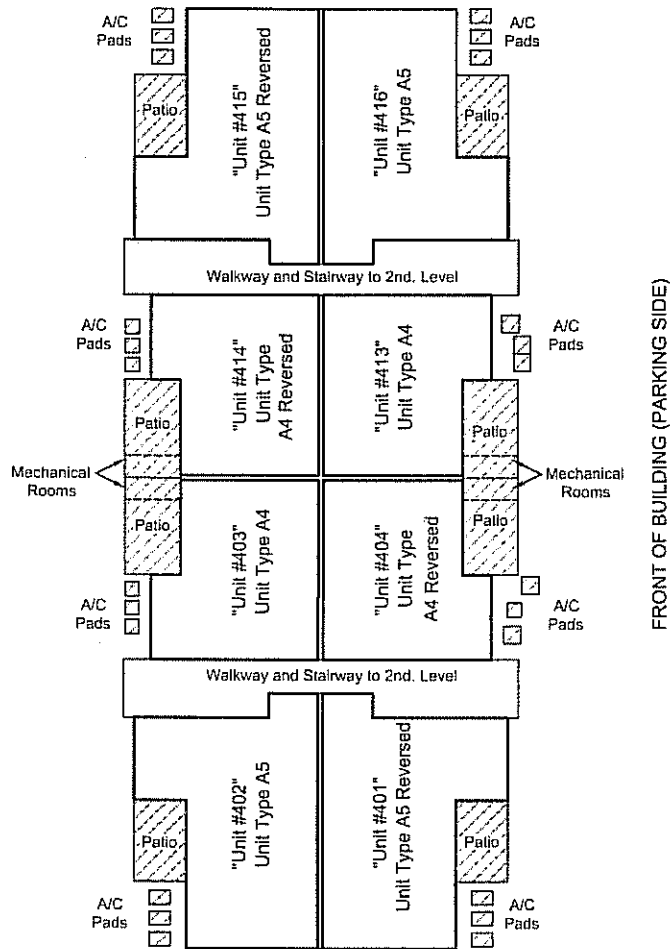 A/C
Pads
A/C
Pads
Patio
"Unit #415"
Unit Type A5 Reversed
"Unit #416"
Unit Type A5
Patio
Walkway and Stairway to 2nd. Level
A/C
Pads
"Unit #414"
Unit Type
A4 Reversed
"Unit #413"
Unit Type A4
A/C
Pads
Patio
Patio
Mechanical
Rooms
Mechanical
Rooms
Patio
Patio
"Unit #403"
Unit Type A4
"Unit #404"
Unit Type
A4 Reversed
A/C
Pads
A/C
Pads
Walkway and Stairway to 2nd. Level
"Unit #402"
Unit Type A5
"Unit #401"
Unit Type A5 Reversed
Patio
Patio
A/C
Pads
A/C
Pads
FRONT OF BUILDING (PARKING SIDE)